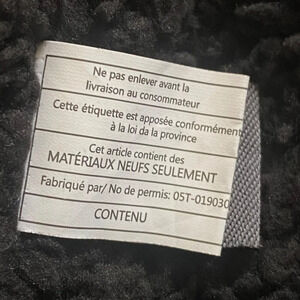 Ne pas enlever avant la
livraison au consommateur
Cette étiquette est apposée conformément
à la loi da la province
Cet article contient des
MATÉRIAUX NEUFS SEULEMENT
Fabriqué par/ No de permis: 05T-019030
CONTENU